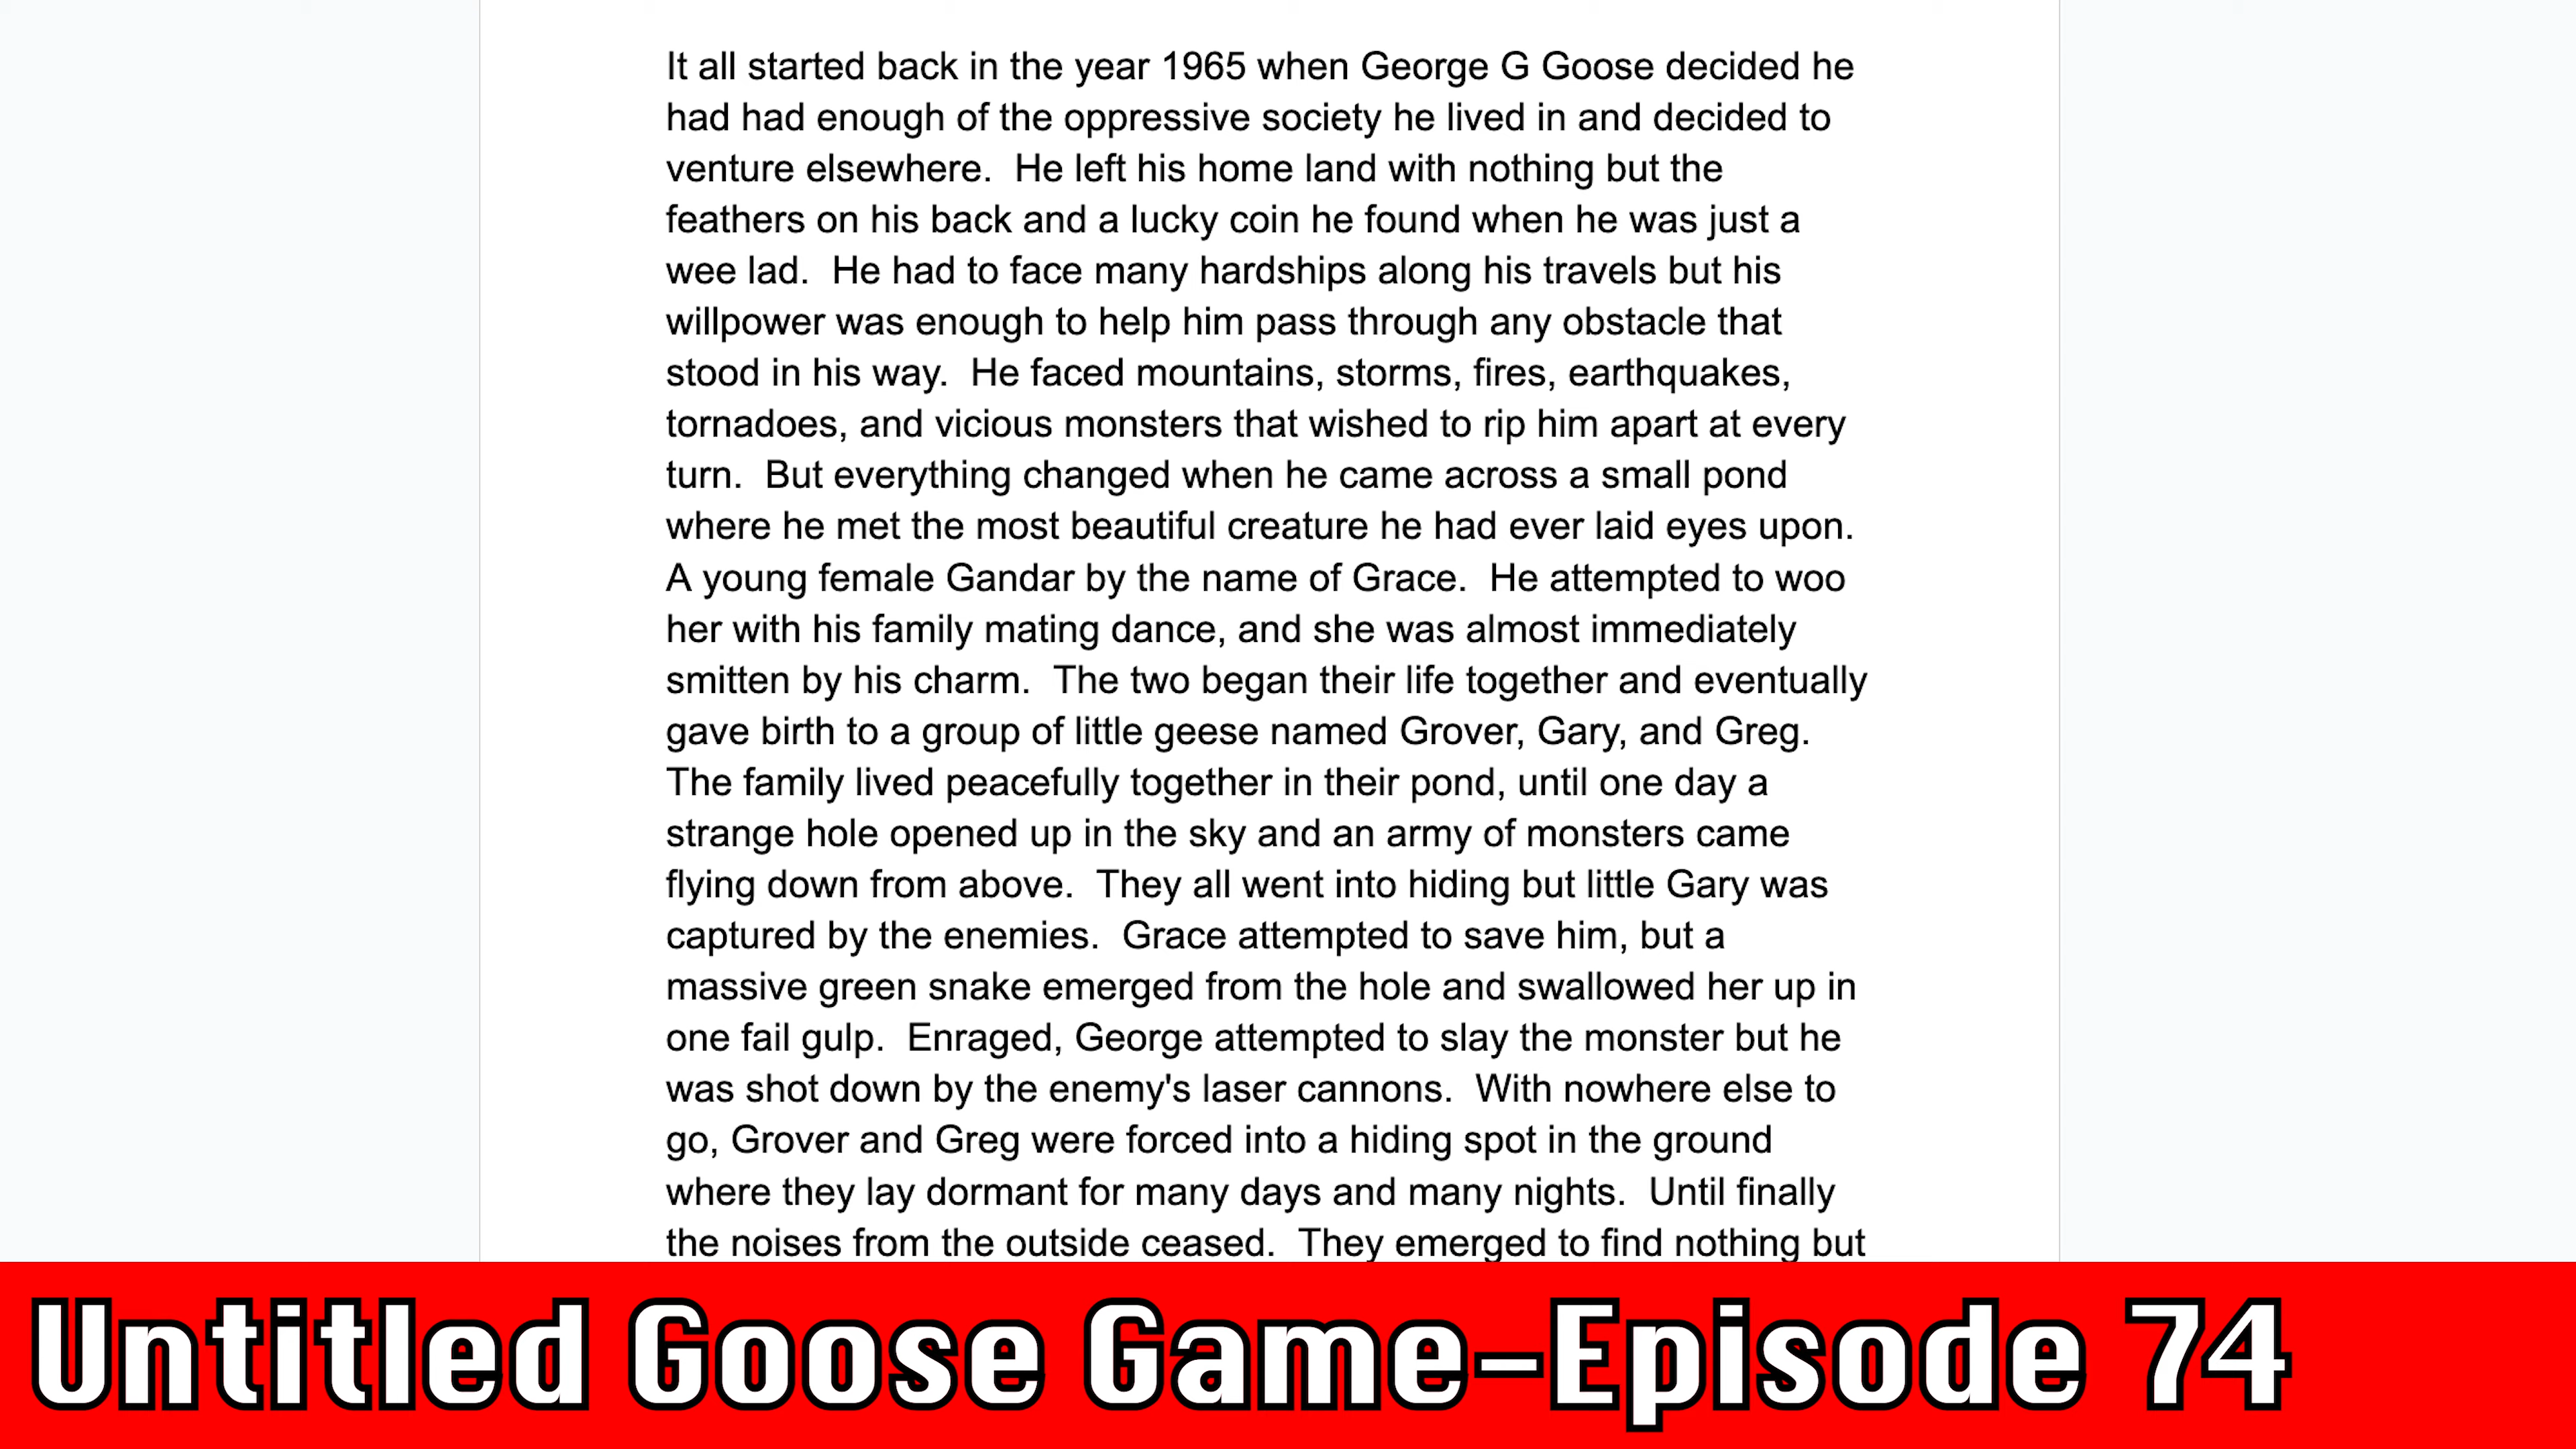 It all started back in the year 1965 when George G Goose decided he
had had enough of the oppressive society he lived in and decided to
venture elsewhere.  He left his home land with nothing but the
feathers on his back and a lucky coin he found when he was just a
wee lad.  He had to face many hardships along his travels but his
willpower was enough to help him pass through any obstacle that
stood in his way.  He faced mountains, storms, fires, earthquakes,
tornadoes, and vicious monsters that wished to rip him apart at every
turn.  But everything changed when he came across a small pond
where he met the most beautiful creature he had ever laid eyes upon.
A young female Gandar by the name of Grace.  He attempted to woo
her with his family mating dance, and she was almost immediately
smitten by his charm.  The two began their life together and eventually
gave birth to a group of little geese named Grover, Gary, and Greg.
The family lived peacefully together in their pond, until one day a
strange hole opened up in the sky and an army of monsters came
flying down from above.  They all went into hiding but little Gary was
captured by the enemies.  Grace attempted to save him, but a
massive green snake emerged from the hole and swallowed her up in
one fail gulp.  Enraged, George attempted to slay the monster but he
was shot down by the enemy's laser cannons.  With nowhere else to
go, Grover and Greg were forced into a hiding spot in the ground
where they lay dormant for many days and many nights.  Until finally
the noises from the outside ceased.  They emerged to find nothing but
Untitled Goose Game-Episode 74